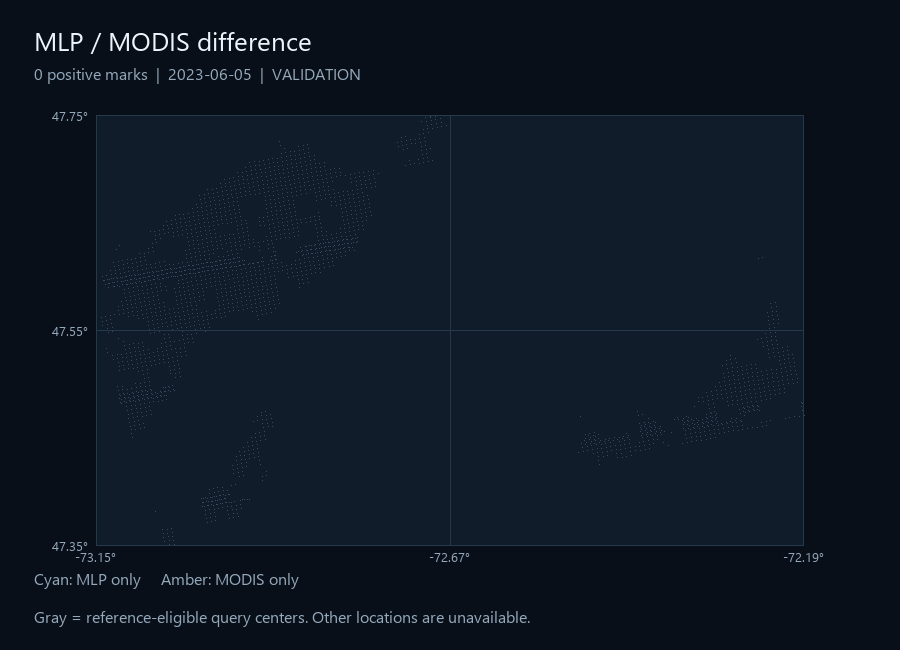 MLP / MODIS difference
0 positive marks | 2023-06-05 | VALIDATION
47.75°
47.55°
47.35°
-73.15°
-72.67°
-72.19°
Cyan: MLP only
Amber: MODIS only
Gray = reference-eligible query centers. Other locations are unavailable.